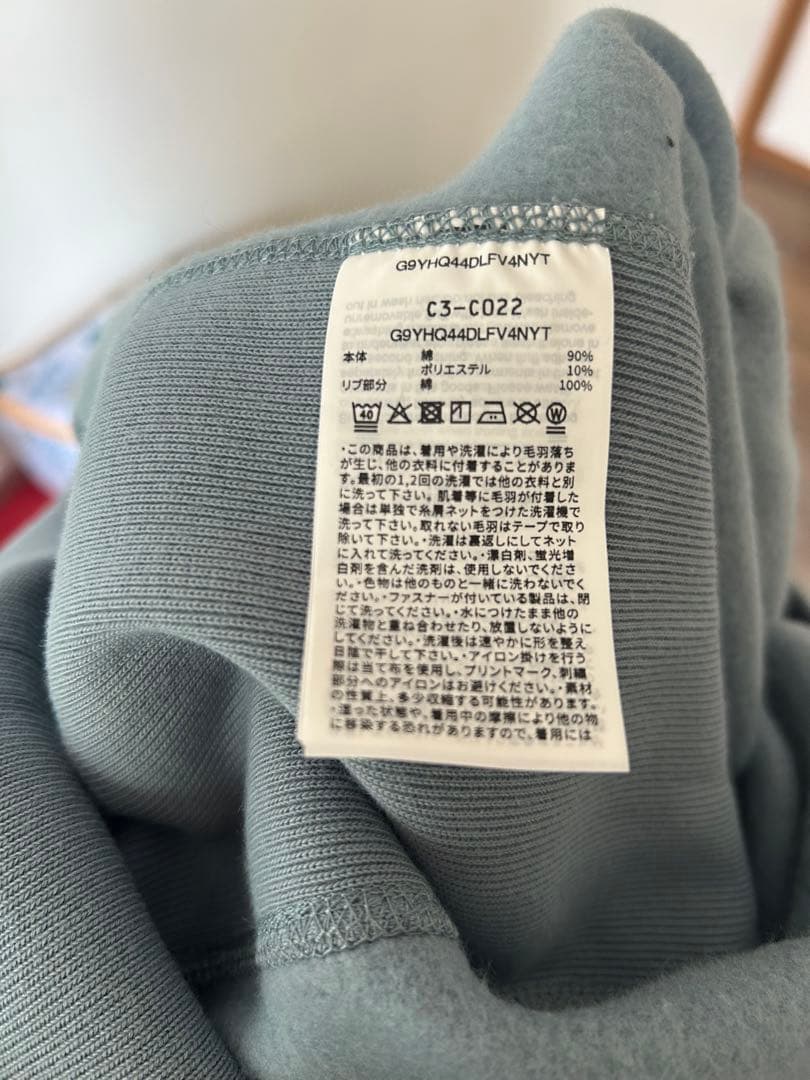 G9YHQ44DLFV4NYT
C3-C022
G9YHQ44DLFV4NYT
本体 綿 90%
ポリエステル 10%
リブ部分 綿 100%
40 W
・この商品は、着用や洗濯により毛羽落ち
が生じ、他の衣料に付着することがありま
す。最初の1,2回の洗濯では他の衣料と別
に洗って下さい。肌着等に毛羽が付着した
場合は単独で糸屑ネットをつけた洗濯機で
洗って下さい。取れない毛羽はテープで取り
除いて下さい。・洗濯は裏返しにしてネット
に入れて洗ってください。・漂白剤、蛍光増
白剤を含んだ洗剤は、使用しないでくださ
い。・色物は他のものと一緒に洗わないでく
ださい。・ファスナーが付いている製品は、閉
じて洗ってください。・水につけたまま他の
洗濯物と重ね合わせたり、放置しないように
してください。・洗濯後は速やかに形を整え
日陰で干して下さい。・アイロン掛けを行う
際は当て布を使用し、プリントマーク、刺繍
部分へのアイロンはお避けください。・素材
の性質上、多少収縮する可能性があります。
・湿った状態や、着用中の摩擦により他の物
に移染する恐れがありますので、着用には